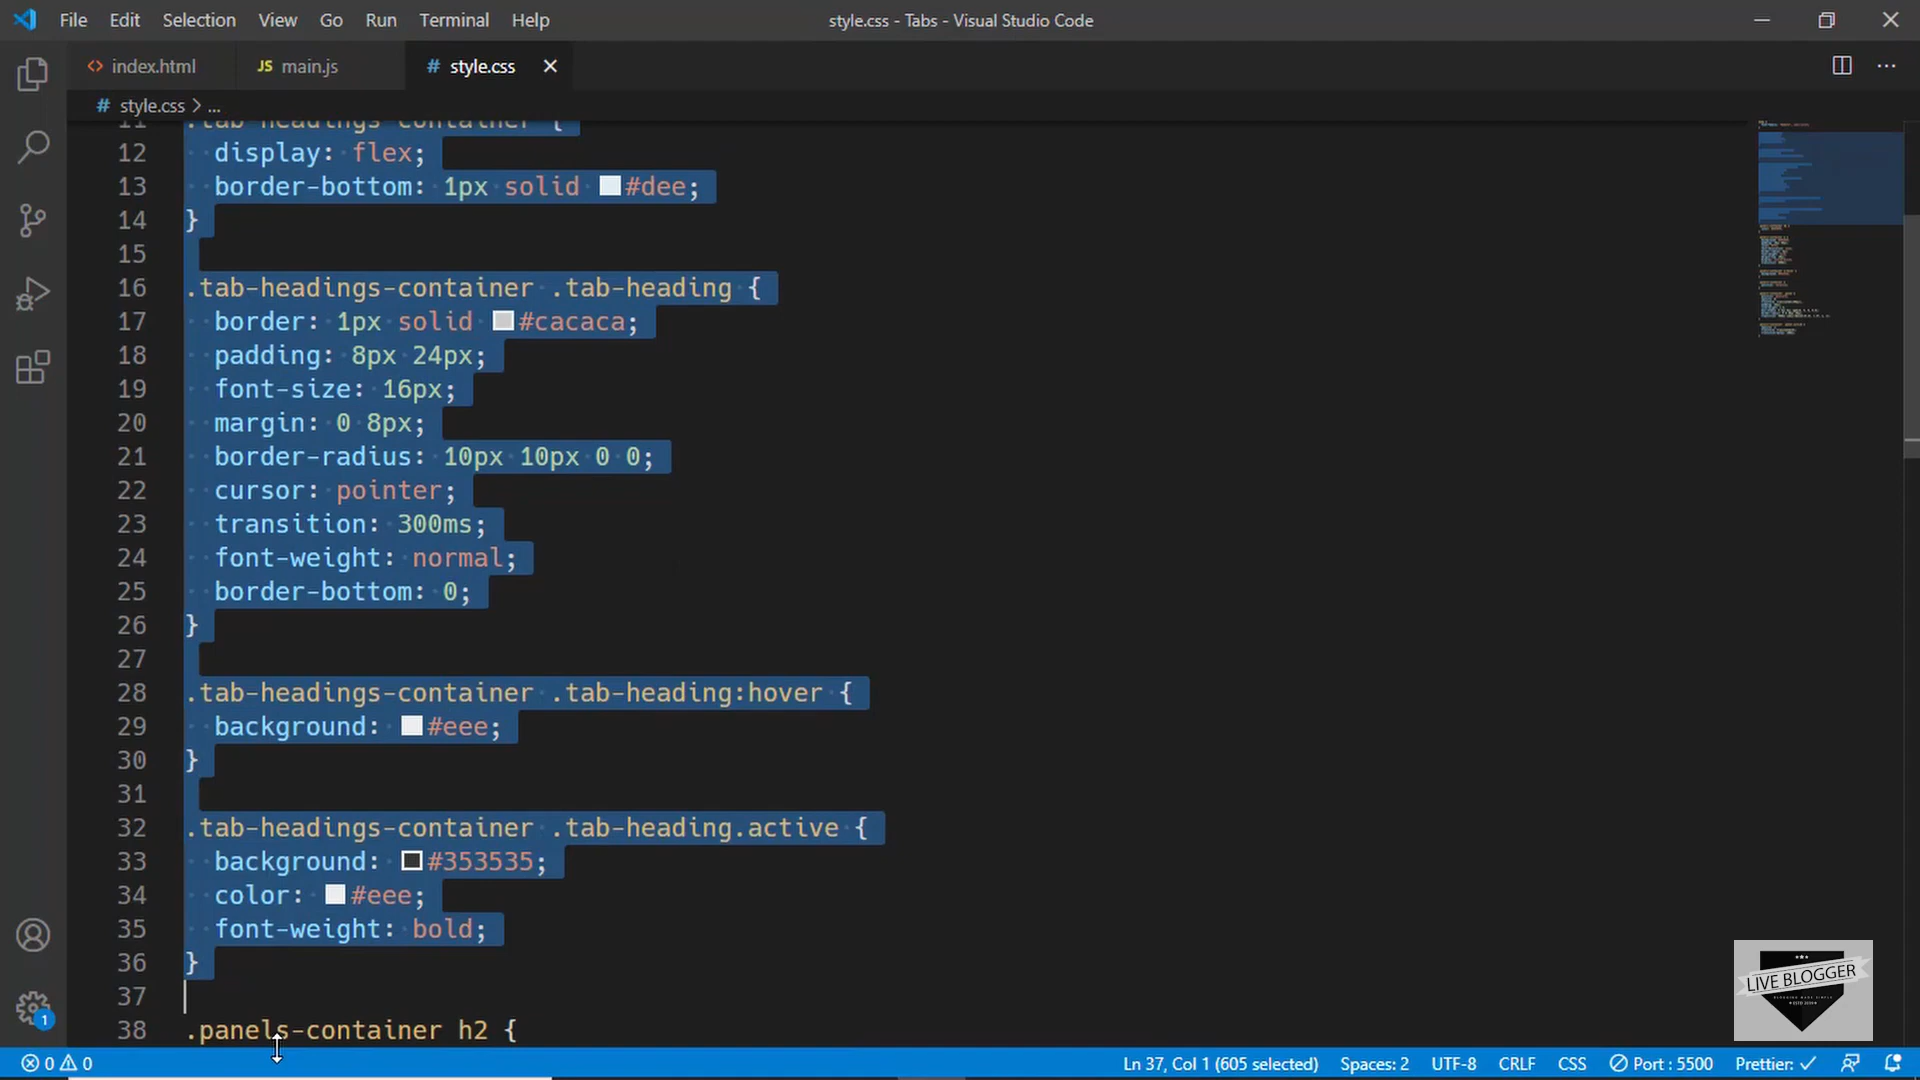 File Edit Selection View Go Run Terminal Help style.css - Tabs - Visual Studio Code
index.html JS main.js # style.css
# style.css > ...
11 .tab-headings-container {
12 display: flex;
13 border-bottom: 1px solid #dee;
14 }
15
16 .tab-headings-container .tab-heading {
17 border: 1px solid #cacaca;
18 padding: 8px 24px;
19 font-size: 16px;
20 margin: 0 8px;
21 border-radius: 10px 10px 0 0;
22 cursor: pointer;
23 transition: 300ms;
24 font-weight: normal;
25 border-bottom: 0;
26 }
27
28 .tab-headings-container .tab-heading:hover {
29 background: #eee;
30 }
31
32 .tab-headings-container .tab-heading.active {
33 background: #353535;
34 color: #eee;
35 font-weight: bold;
36 }
37
38 .panels-container h2 {
LIVE BLOGGER
1
0 0 Ln 37, Col 1 (605 selected) Spaces: 2 UTF-8 CRLF CSS Port : 5500 Prettier: ✓